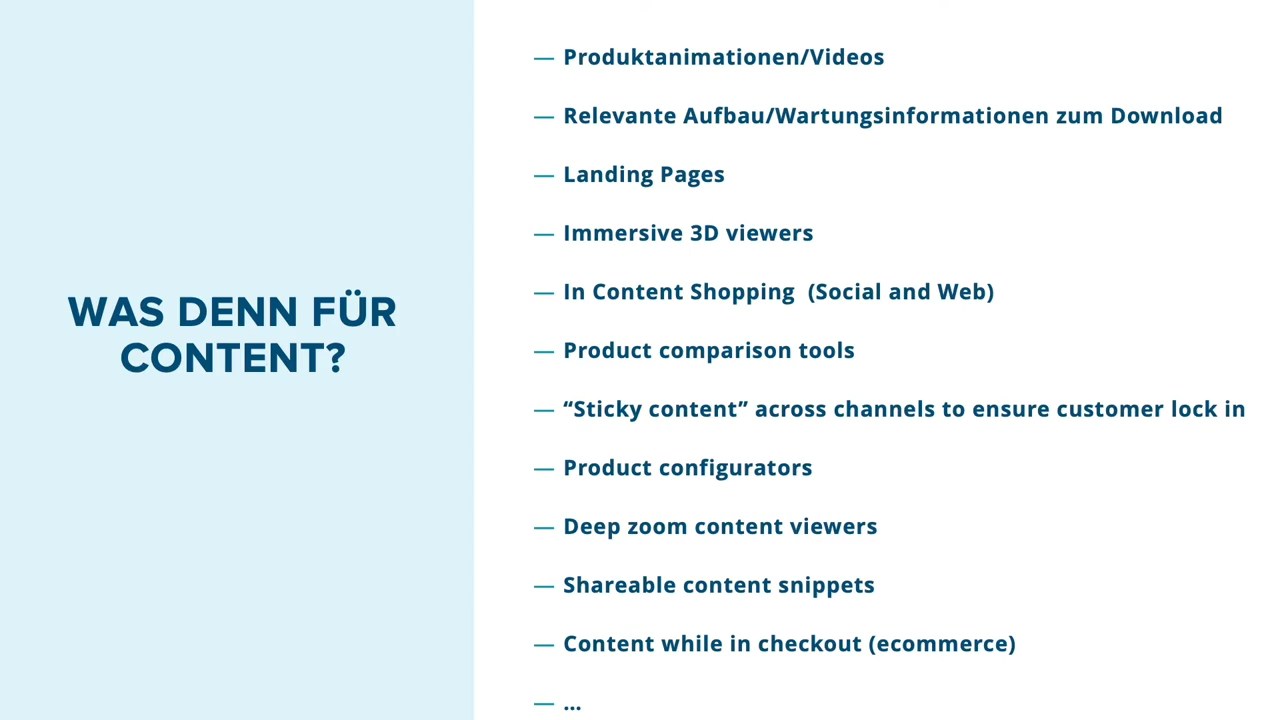 WAS DENN FÜR
CONTENT?
— Produktanimationen/Videos
— Relevante Aufbau/Wartungsinformationen zum Download
— Landing Pages
— Immersive 3D viewers
— In Content Shopping  (Social and Web)
— Product comparison tools
— “Sticky content” across channels to ensure customer lock in
— Product configurators
— Deep zoom content viewers
— Shareable content snippets
— Content while in checkout (ecommerce)
— ...